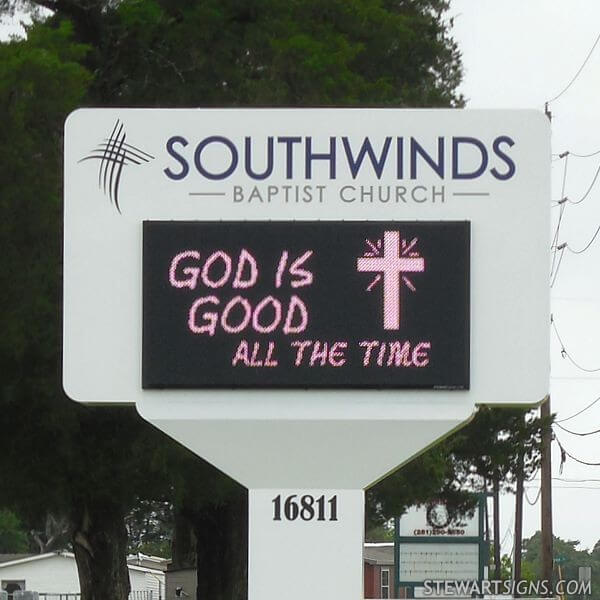 SOUTHWINDS
BAPTIST CHURCH
GOD IS
GOOD
ALL THE TIME
16811
STEWARTSIGNS.COM